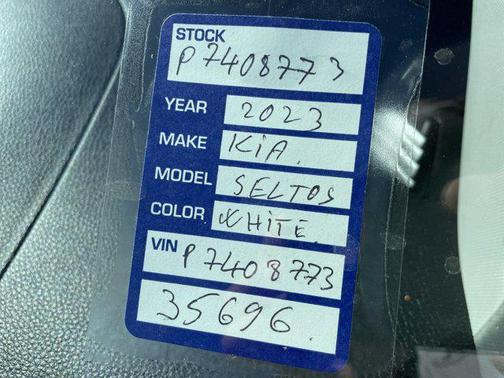 STOCK
P7408773
YEAR 2023
MAKE KIA.
MODEL SELTOS
COLOR WHITE.
VIN P7408773
35696